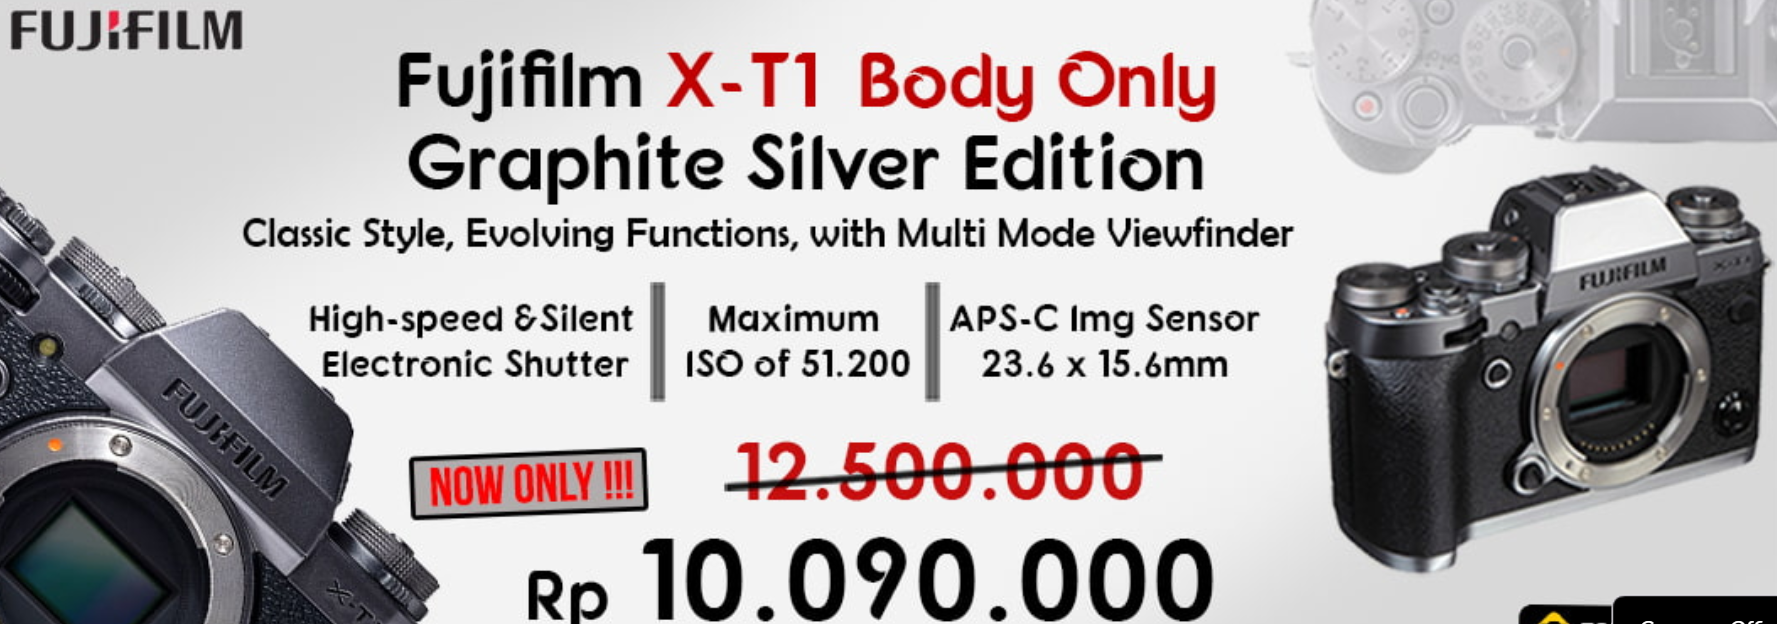 FUJIFILM
Fujifilm X-T1 Body Only
Graphite Silver Edition
Classic Style, Evolving Functions, with Multi Mode Viewfinder
High-speed &Silent
Electronic Shutter
Maximum
ISO of 51.200
APS-C Img Sensor
23.6 x 15.6mm
NOW ONLY !!!
12.500.000
Rp 10.090.000
FUJIFILM
X-T1
FUJIFILM